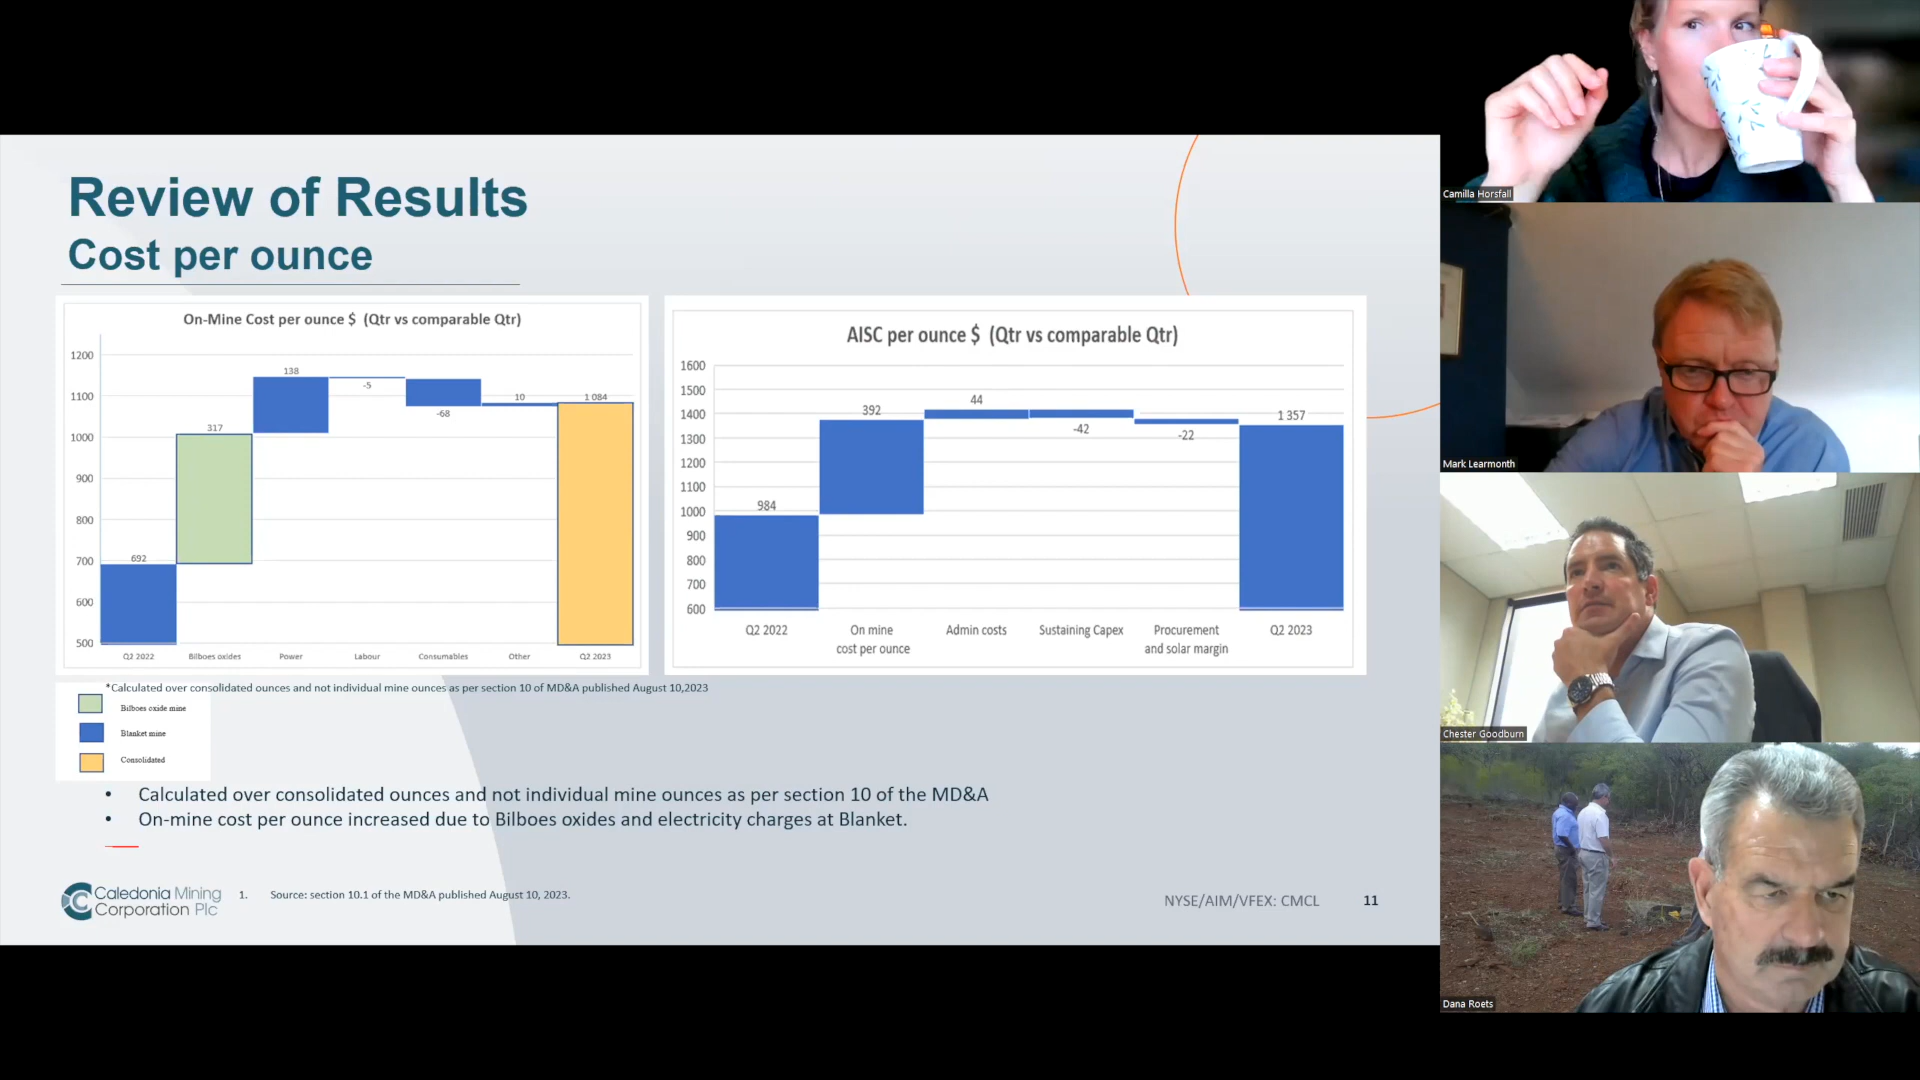 Review of Results
Cost per ounce
On-Mine Cost per ounce $ (Qtr vs comparable Qtr)
1200
1100
1000
900
800
700
600
500
692
317
138
-5
-68
10
1 084
Q2 2022
Bilboes oxides
Power
Labour
Consumables
Other
Q2 2023
AISC per ounce $ (Qtr vs comparable Qtr)
1600
1500
1400
1300
1200
1100
1000
900
800
700
600
984
392
44
-42
-22
1 357
Q2 2022
On mine
cost per ounce
Admin costs
Sustaining Capex
Procurement
and solar margin
Q2 2023
*Calculated over consolidated ounces and not individual mine ounces as per section 10 of MD&A published August 10,2023
Bilboes oxide mine
Blanket mine
Consolidated
• Calculated over consolidated ounces and not individual mine ounces as per section 10 of the MD&A
• On-mine cost per ounce increased due to Bilboes oxides and electricity charges at Blanket.
Caledonia Mining
Corporation Plc
1. Source: section 10.1 of the MD&A published August 10, 2023.
NYSE/AIM/VFEX: CMCL
11
Camilla Horsfall
Mark Learmonth
Chester Goodburn
Dana Roets